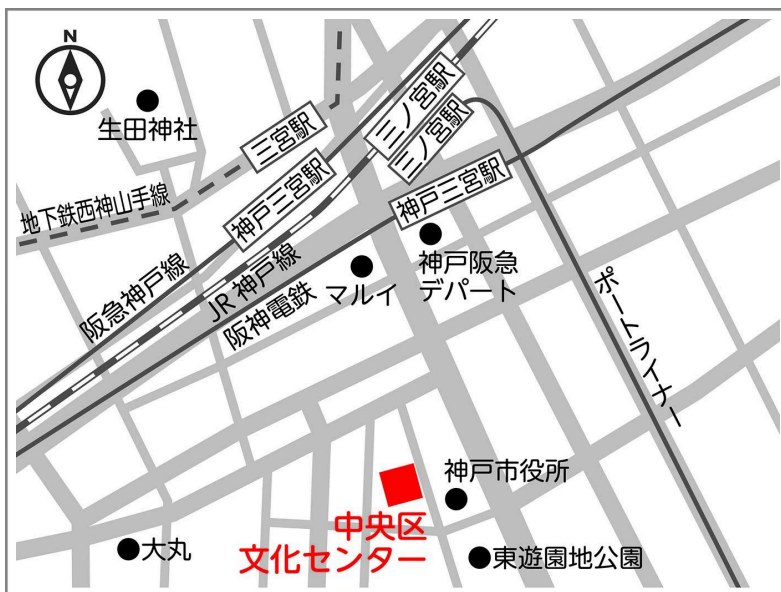 N
生田神社
三宮駅
三ノ宮駅
三ノ宮駅
神戸三宮駅
神戸三宮駅
地下鉄西神山手線
阪急神戸線
JR 神戸線
阪神電鉄
マルイ
神戸阪急
デパート
ポートライナー
神戸市役所
中央区
文化センター
大丸
東遊園地公園